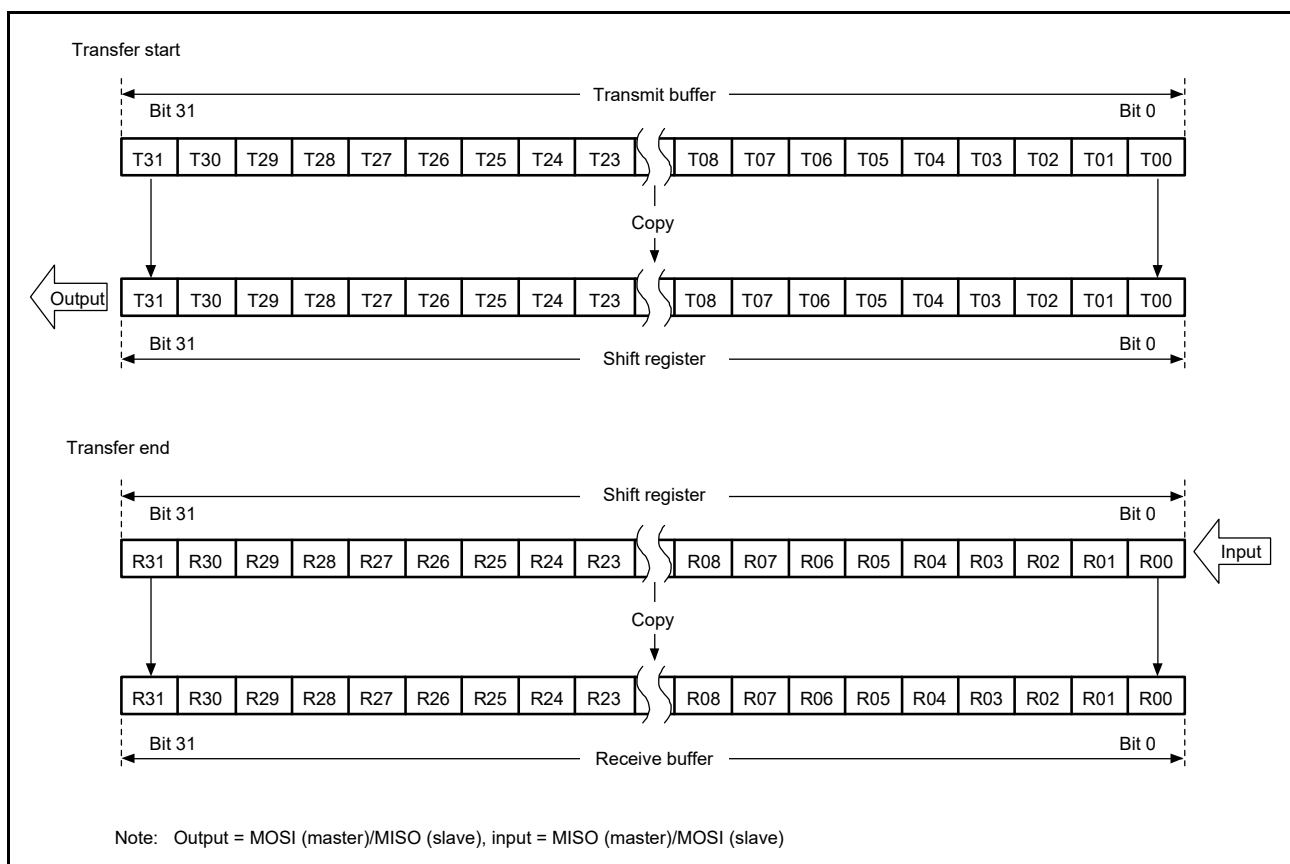 Transfer start
Transmit buffer
Bit 31 Bit 0
T31 T30 T29 T28 T27 T26 T25 T24 T23 T08 T07 T06 T05 T04 T03 T02 T01 T00
Copy
Output T31 T30 T29 T28 T27 T26 T25 T24 T23 T08 T07 T06 T05 T04 T03 T02 T01 T00
Bit 31 Bit 0
Shift register
Transfer end
Shift register
Bit 31 Bit 0
R31 R30 R29 R28 R27 R26 R25 R24 R23 R08 R07 R06 R05 R04 R03 R02 R01 R00 Input
Copy
R31 R30 R29 R28 R27 R26 R25 R24 R23 R08 R07 R06 R05 R04 R03 R02 R01 R00
Bit 31 Bit 0
Receive buffer
Note: Output = MOSI (master)/MISO (slave), input = MISO (master)/MOSI (slave)